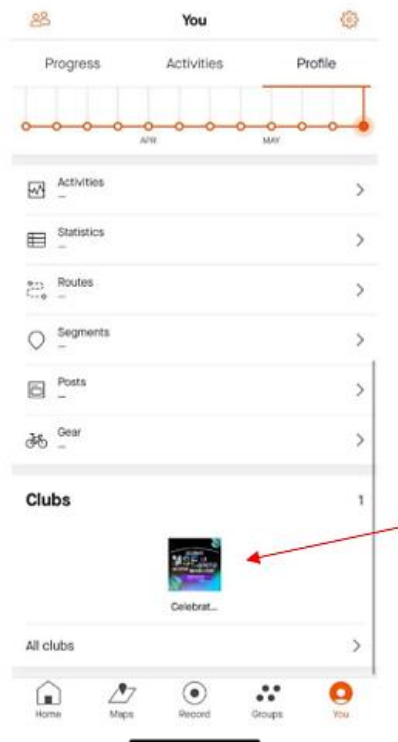 You
Progress Activities Profile
APR MAY
Activities
—
Statistics
—
Routes
—
Segments
—
Posts
—
Gear
—
Clubs 1
Celebrat...
All clubs
Home Maps Record Groups You